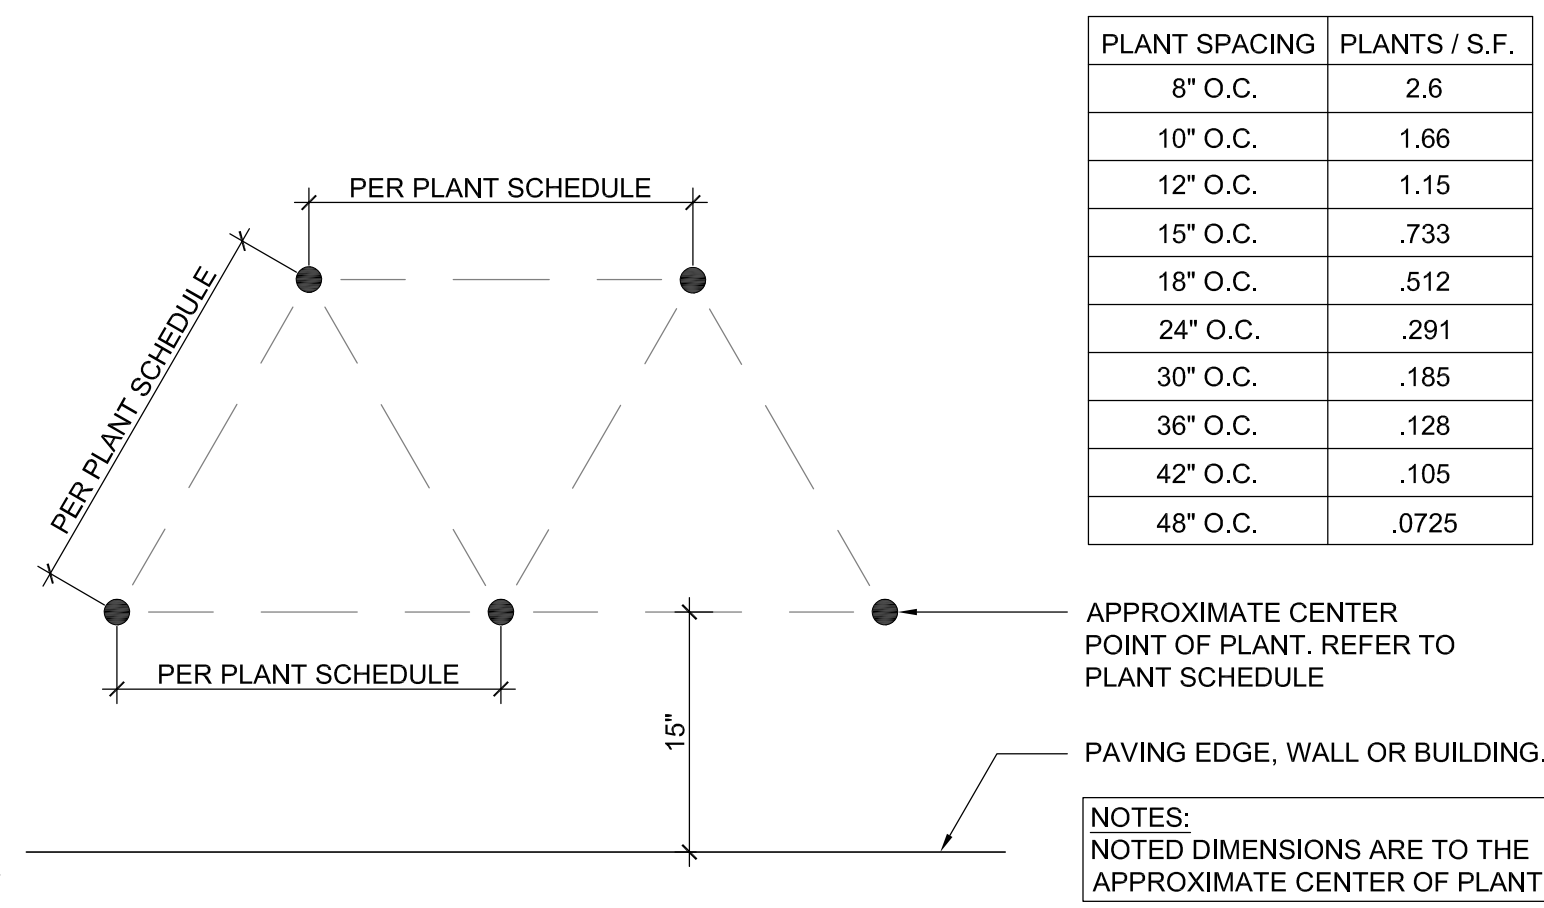 PLANT SPACING PLANTS / S.F.
8" O.C. 2.6
10" O.C. 1.66
12" O.C. 1.15
15" O.C. .733
18" O.C. .512
24" O.C. .291
30" O.C. .185
36" O.C. .128
42" O.C. .105
48" O.C. .0725
PER PLANT SCHEDULE
PER PLANT SCHEDULE
PER PLANT SCHEDULE
15"
APPROXIMATE CENTER
POINT OF PLANT. REFER TO
PLANT SCHEDULE
PAVING EDGE, WALL OR BUILDING.
NOTES:
NOTED DIMENSIONS ARE TO THE
APPROXIMATE CENTER OF PLANT